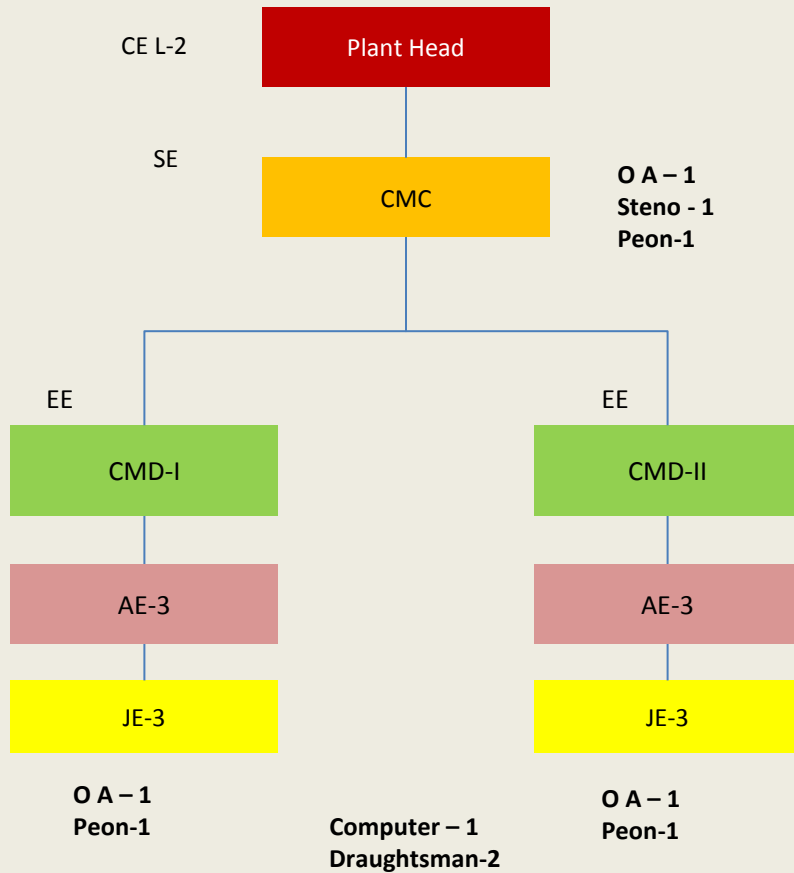 CE L-2
Plant Head
SE
CMC
O A – 1
Steno - 1
Peon-1
EE
EE
CMD-I
CMD-II
AE-3
AE-3
JE-3
JE-3
O A – 1
Peon-1
Computer – 1
Draughtsman-2
O A – 1
Peon-1